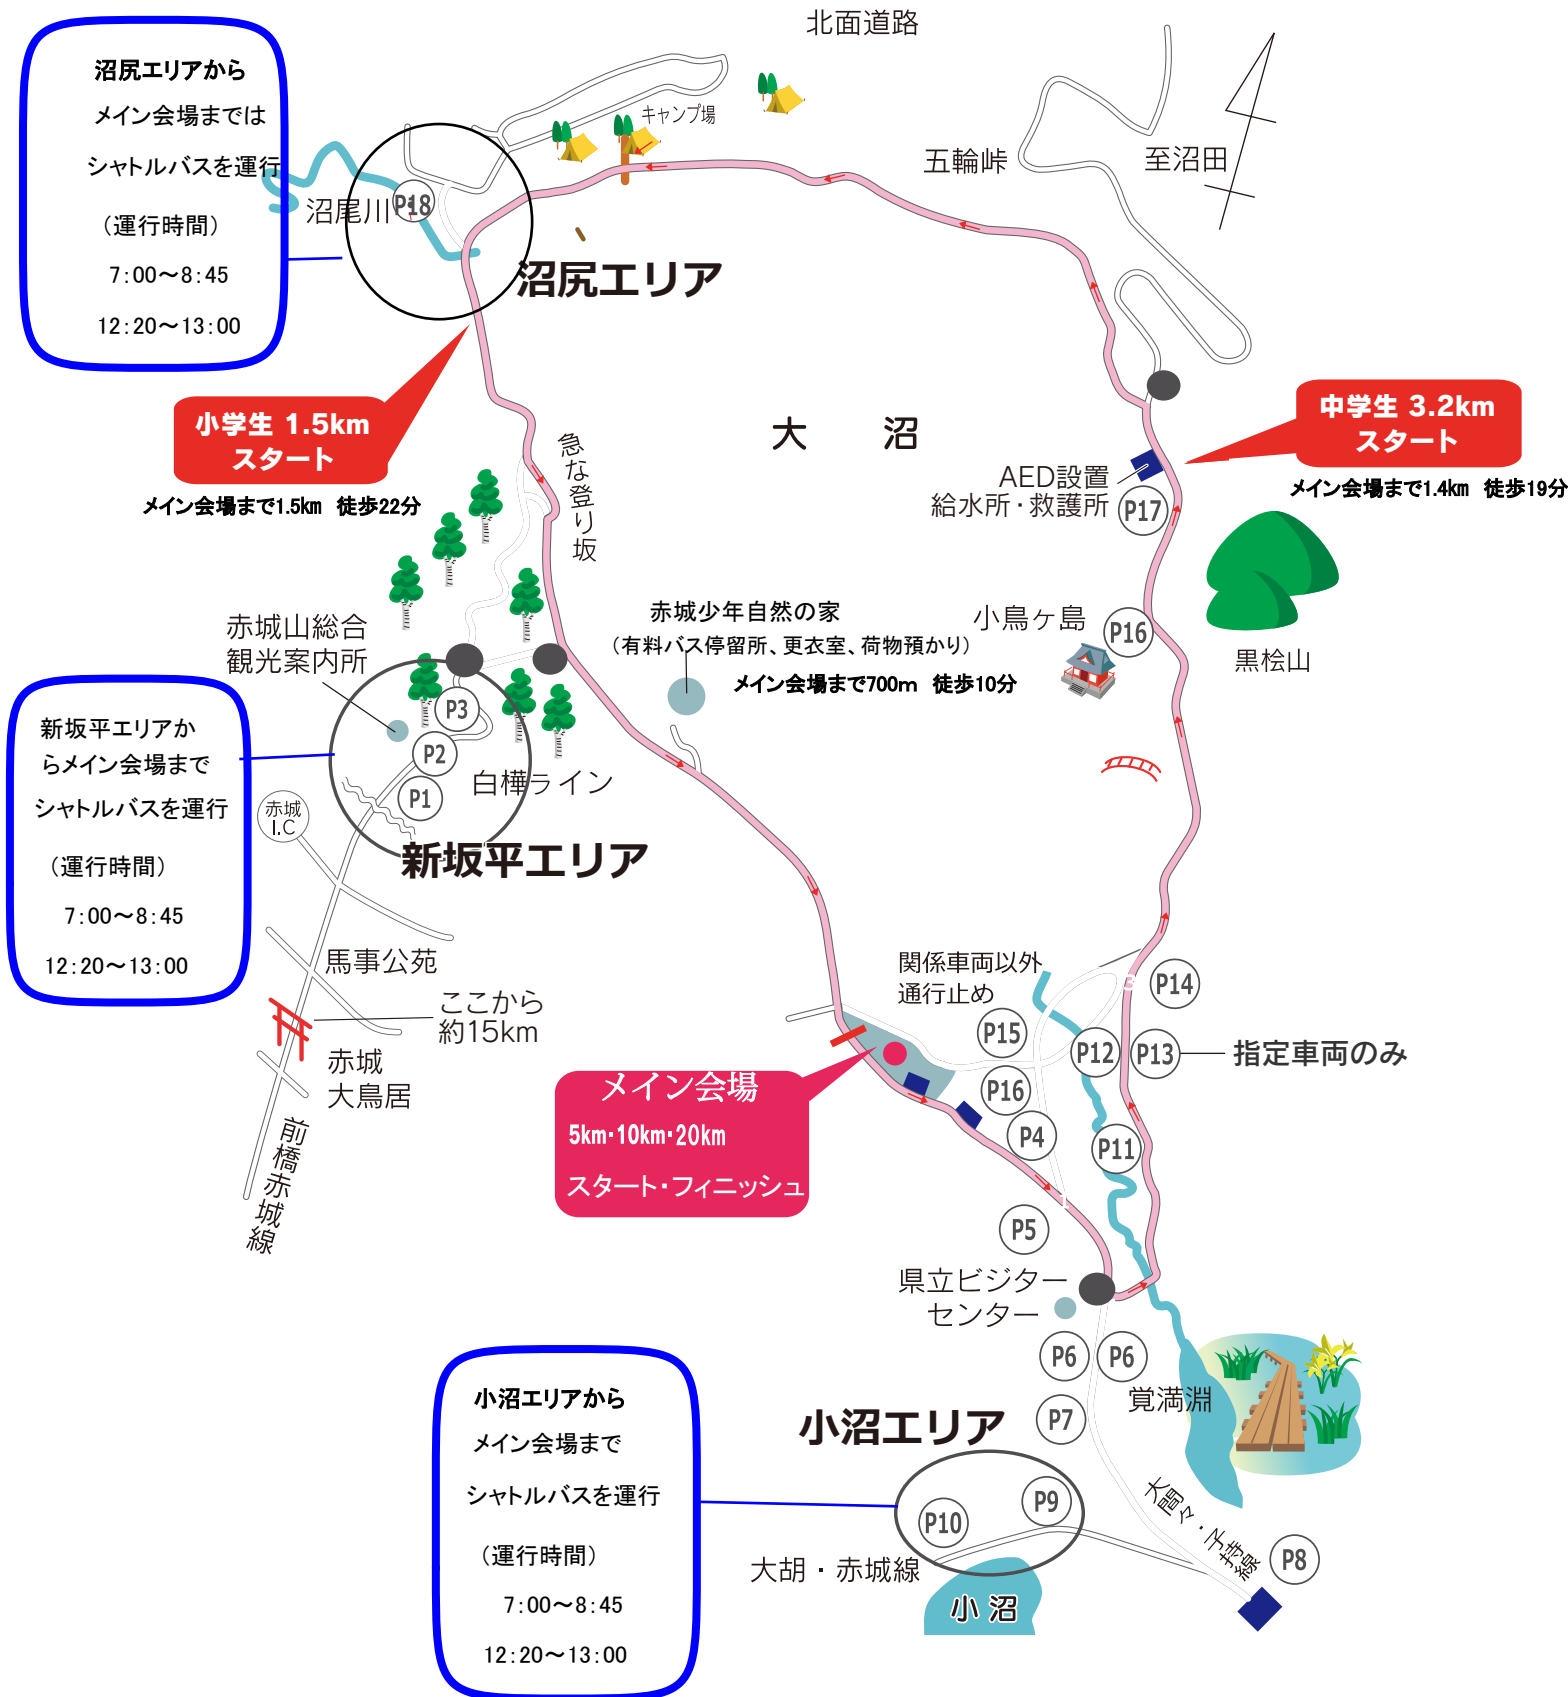 北面道路
沼尻エリアから
メイン会場までは
シャトルバスを運行
（運行時間）
7:00～8:45
12:20～13:00
キャンプ場
五輪峠
至沼田
沼尾川
P18
沼尻エリア
小学生 1.5km
スタート
メイン会場まで1.5km 徒歩22分
急な登り坂
大 沼
中学生 3.2km
スタート
メイン会場まで1.4km 徒歩19分
AED設置
給水所・救護所
P17
赤城少年自然の家
（有料バス停留所、更衣室、荷物預かり）
メイン会場まで700m 徒歩10分
小鳥ヶ島
P16
黒桧山
赤城山総合
観光案内所
新坂平エリアか
らメイン会場まで
シャトルバスを運行
（運行時間）
7:00～8:45
12:20～13:00
P3
P2
P1
白樺ライン
赤城
I.C
新坂平エリア
馬事公苑
ここから
約15km
赤城
大鳥居
前橋赤城線
関係車両以外
通行止め
3
P14
P15
P12
P13
指定車両のみ
メイン会場
5km・10km・20km
スタート・フィニッシュ
P16
P4
P11
1
P5
県立ビジター
センター
P6
P6
P7
覚満淵
小沼エリアから
メイン会場まで
シャトルバスを運行
（運行時間）
7:00～8:45
12:20～13:00
小沼エリア
P9
P10
大間々・子持線
P8
大胡・赤城線
小 沼